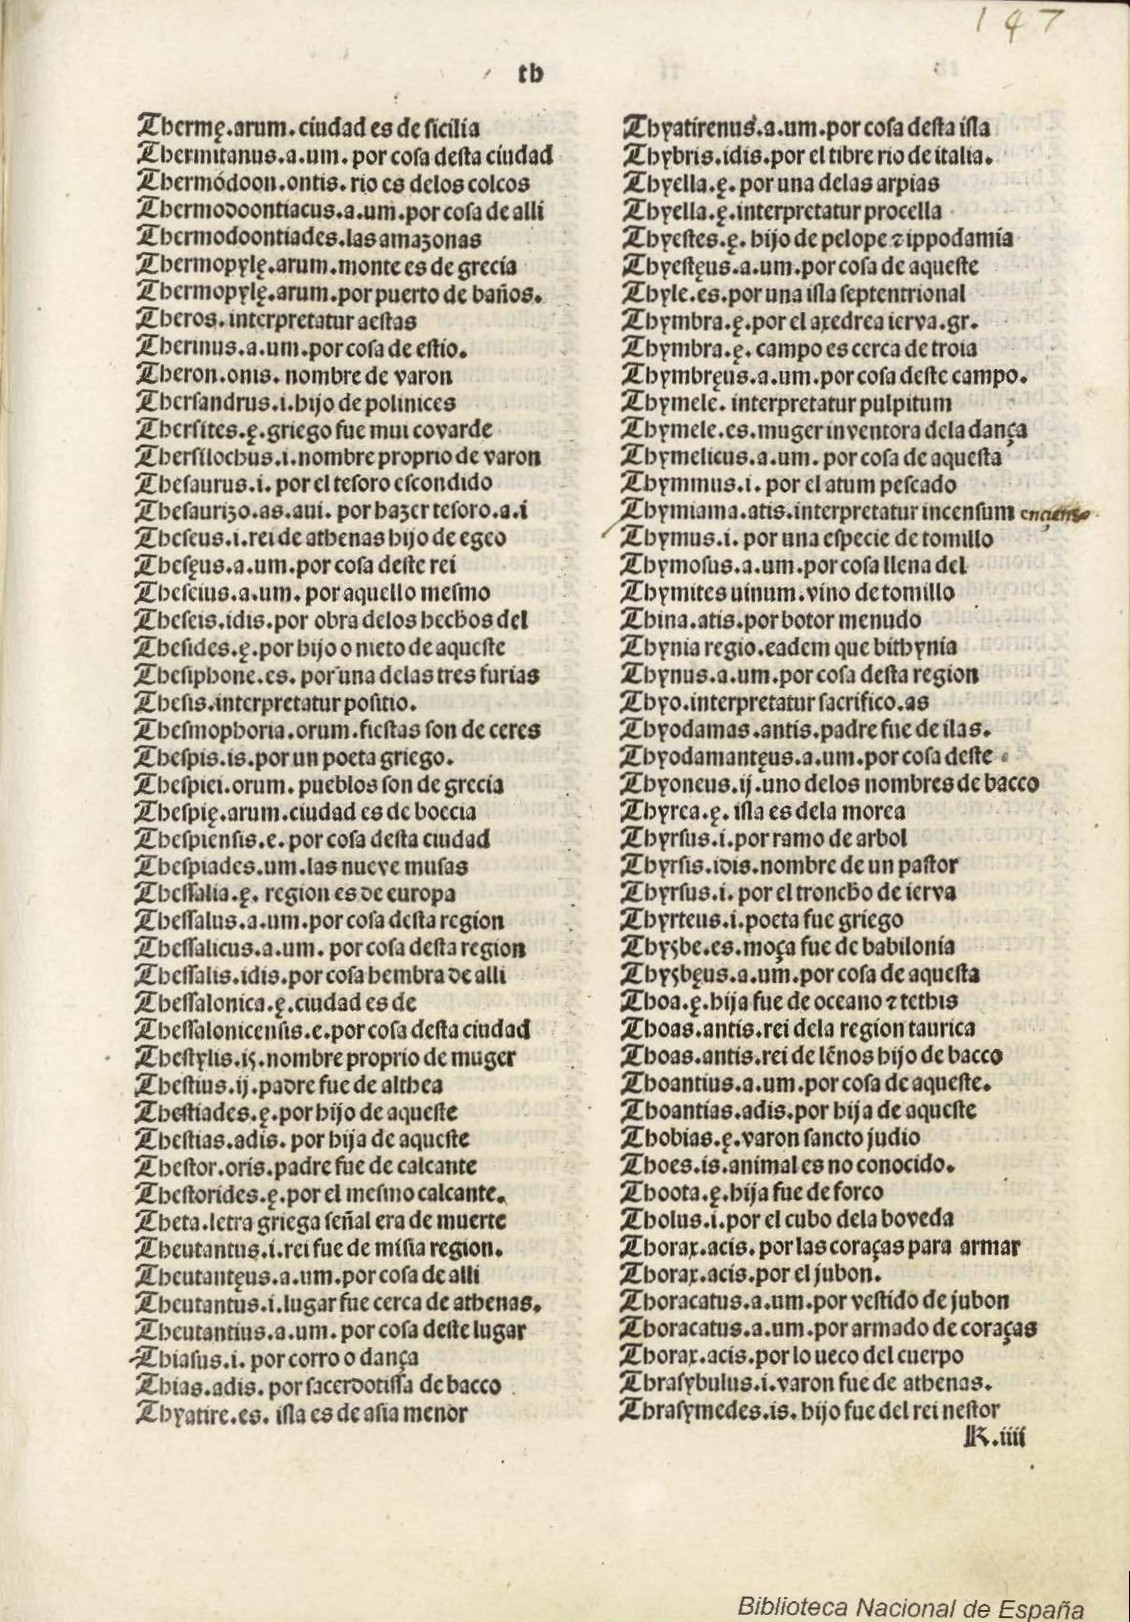 147
th
Thermę.arum.ciudad es de sicilia
Thermitanus.a.um.por cosa desta ciudad
Thermódoon.ontis.rio es delos colcos
Thermodoontiacus.a.um.por cosa de alli
Thermodoontiades.las amazonas
Thermopylę.arum.monte es de grecia
Thermopylę.arum.por puerto de baños.
Theros.interpretatur aestas
Therinus.a.um.por cosa de estio.
Theron.onis.nombre de varon
Thersandrus.i.hijo de polinices
Thersites.ę.griego fue mui covarde
Thersilochus.i.nombre proprio de varon
Thesaurus.i.por el tesoro escondido
Thesaurizo.as.aui.por hazer tesoro.a.i
Theseus.i.rei de athenas hijo de egeo
Thesęus.a.um.por cosa deste rei
Theseius.a.um.por aquello mesmo
Theseis.idis.por obra delos hechos del
Thesides.ę.por hijo o nieto de aqueste
Thesiphone.es.por una delas tres furias
Thesis.interpretatur positio.
Thesmophoria.orum.fiestas son de ceres
Thespis.is.por un poeta griego.
Thespiei.orum.pueblos son de grecia
Thespię.arum.ciudad es de boecia
Thespiensis.e.por cosa desta ciudad
Thespiades.um.las nueve musas
Thessalia.ę.region es de europa
Thessalus.a.um.por cosa desta region
Thessalicus.a.um.por cosa desta region
Thessalis.idis.por cosa hembra de alli
Thessalonica.ę.ciudad es de
Thessalonicensis.e.por cosa desta ciudad
Thestylis.is.nombre proprio de muger
Thestius.ij.padre fue de althea
Thestiades.ę.por hijo de aqueste
Thestias.adis.por hija de aqueste
Thestor.oris.padre fue de calcante
Thestorides.ę.por el mesmo calcante.
Theta.letra griega señal era de muerte
Theutantus.i.rei fue de misia region.
Theutantęus.a.um.por cosa de alli
Theutantus.i.lugar fue cerca de athenas.
Theutantius.a.um.por cosa deste lugar
Thiasus.i.por corro o dança
Thias.adis.por sacerdotissa de bacco
Thyatire.es.isla es de asia menor
Thyatirenus.a.um.por cosa desta isla
Thybris.idis.por el tibre rio de italia.
Thyella.ę.por una delas arpias
Thyella.ę.interpretatur procella
Thyestes.ę.hijo de pelope ⁊ ippodamia
Thyestęus.a.um.por cosa de aqueste
Thyle.es.por una isla septentrional
Thymbra.ę.por el axedrea ierva.gr.
Thymbra.ę.campo es cerca de troia
Thymbręus.a.um.por cosa deste campo.
Thymele.interpretatur pulpitum
Thymele.es.muger inventora dela dança
Thymelicus.a.um.por cosa de aquesta
Thymnus.i.por el atum pescado
Thymiama.atis.interpretatur incensum
Thymus.i.por una especie de tomillo
Thymosus.a.um.por cosa llena del
Thymites uinum.vino de tomillo
Thina.atis.por botor menudo
Thynia regio.eadem que bithynia
Thynus.a.um.por cosa desta region
Thyo.interpretatur sacrifico.as
Thyodamas.antis.padre fue de ilas.
Thyodamantęus.a.um.por cosa deste
Thyoneus.ij.uno delos nombres de bacco
Thyrea.ę.isla es dela morea
Thyrsus.i.por ramo de arbol
Thyrsis.idis.nombre de un pastor
Thyrsus.i.por el troncho de ierva
Thyrteus.i.poeta fue griego
Thysbe.es.moça fue de babilonia
Thysbęus.a.um.por cosa de aquesta
Thoa.ę.hija fue de oceano ⁊ tethis
Thoas.antis.rei dela region taurica
Thoas.antis.rei de lẽnos hijo de bacco
Thoantius.a.um.por cosa de aqueste.
Thoantias.adis.por hija de aqueste
Thobias.ę.varon sancto judio
Thoes.is.animal es no conocido.
Thoota.ę.hija fue de forco
Tholus.i.por el cubo dela boveda
Thorax.acis.por las coraças para armar
Thorax.acis.por el jubon.
Thoracatus.a.um.por vestido de jubon
Thoracatus.a.um.por armado de coraças
Thorax.acis.por lo ueco del cuerpo
Thrasybulus.i.varon fue de athenas.
Thrasymedes.is.hijo fue del rei nestor
K.iiij
Biblioteca Nacional de España